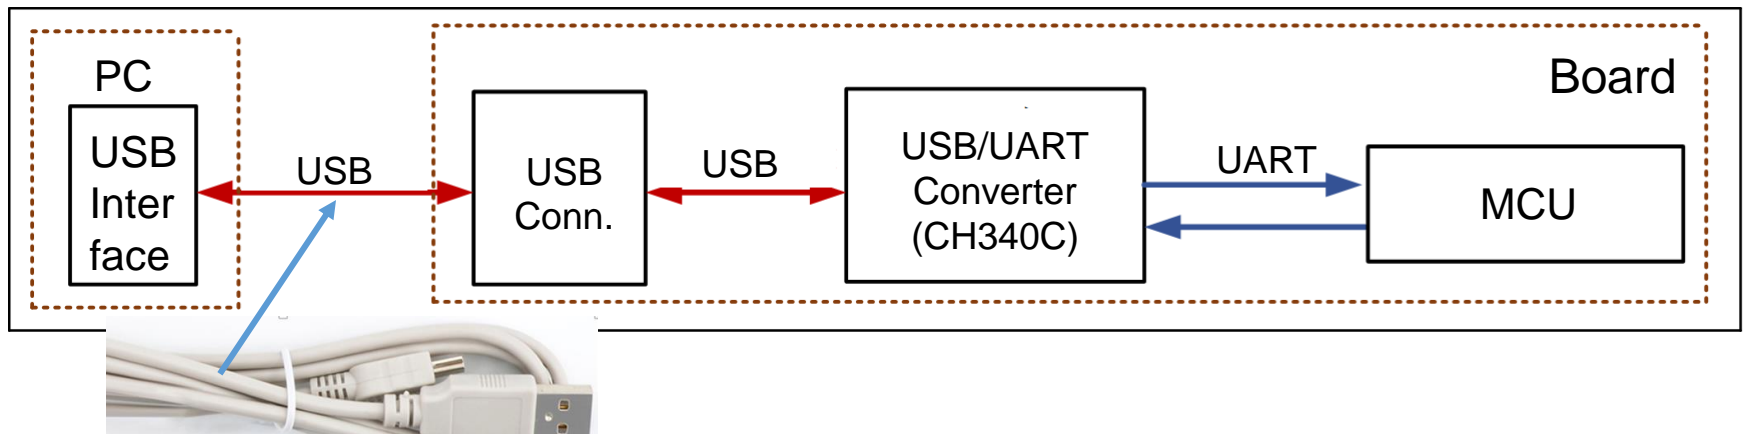 PC
USB
Inter
face
USB
USB
Conn.
USB
USB/UART
Converter
(CH340C)
UART
Board
MCU